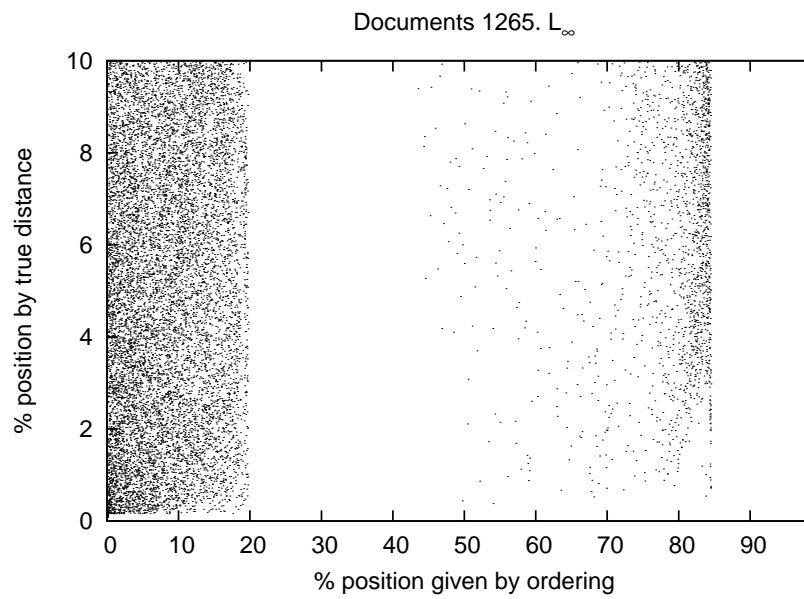 Documents 1265. L∞
10
8
6
4
2
0
% position by true distance
0 10 20 30 40 50 60 70 80 90
% position given by ordering